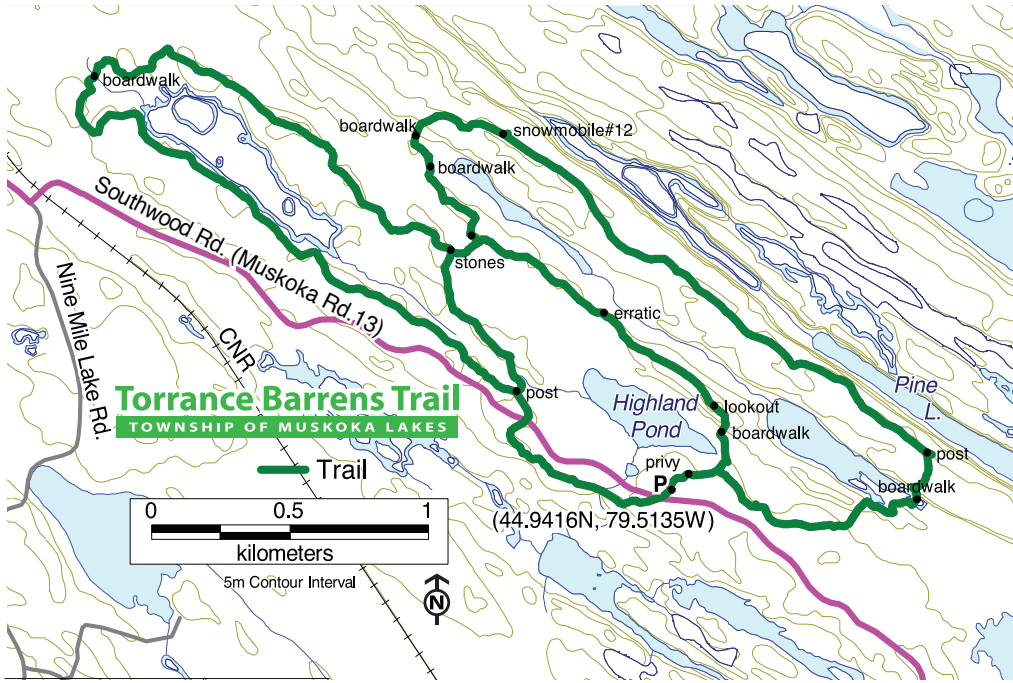 boardwalk
boardwalk
snowmobile#12
boardwalk
Southwood Rd. (Muskoka Rd.13)
stones
Nine Mile Lake Rd.
CNR
erratic
Torrance Barrens Trail
TOWNSHIP OF MUSKOKA LAKES
post
Highland
Pond
lookout
boardwalk
Pine
L.
post
Trail
privy
P
boardwalk
(44.9416N, 79.5135W)
0 0.5 1
kilometers
5m Contour Interval
N